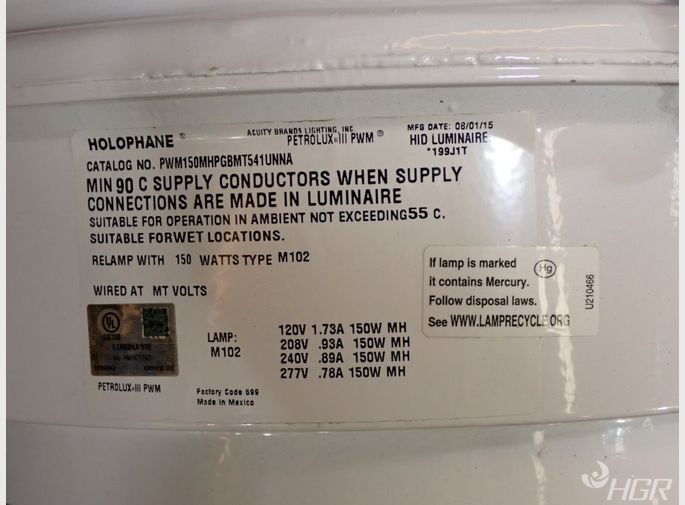 HOLOPHANE®
ACUITY BRANDS LIGHTING, INC.
PETROLUX=III PWM®
MFG DATE: 08/01/15
HID LUMINAIRE
*199J1T
CATALOG NO. PWM150MHPGBMT541UNNA
MIN 90 C SUPPLY CONDUCTORS WHEN SUPPLY
CONNECTIONS ARE MADE IN LUMINAIRE
SUITABLE FOR OPERATION IN AMBIENT NOT EXCEEDING 55 C.
SUITABLE FORWET LOCATIONS.
RELAMP WITH 150 WATTS TYPE M102
WIRED AT MT VOLTS
UL
LISTED
LUMINAIRE
PETROLUX=III PWM
LAMP:
M102
120V 1.73A 150W MH
208V .93A 150W MH
240V .89A 150W MH
277V .78A 150W MH
Factory Code 699
Made in Mexico
If lamp is marked Hg
it contains Mercury.
Follow disposal laws.
See WWW.LAMPRECYCLE.ORG
U210466
HGR